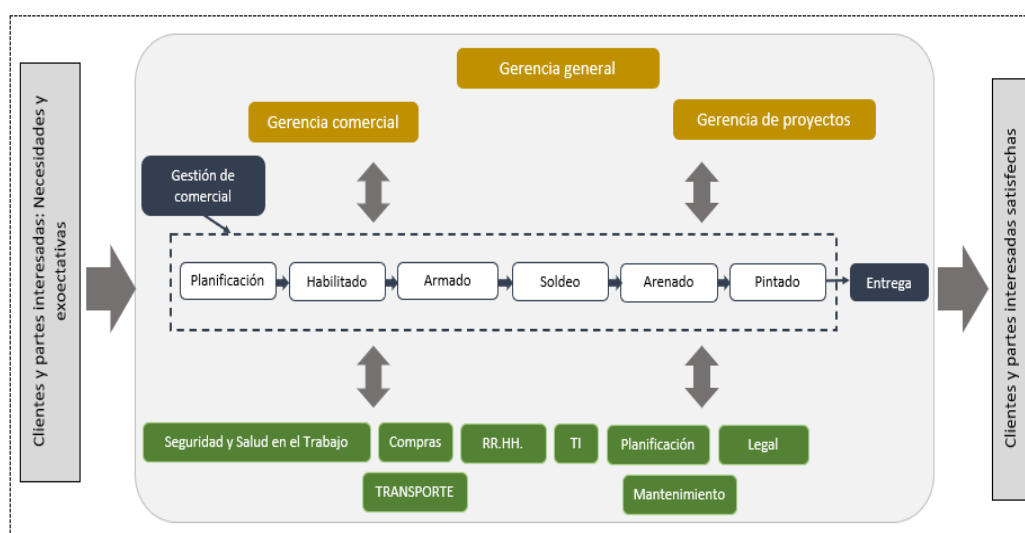 Clientes y partes interesadas: Necesidades y
exoectativas
Gerencia general
Gerencia comercial
Gerencia de proyectos
Gestión de
comercial
Planificación
Habilitado
Armado
Soldeo
Arenado
Pintado
Entrega
Seguridad y Salud en el Trabajo
Compras
RR.HH.
TI
Planificación
Legal
TRANSPORTE
Mantenimiento
Clientes y partes interesadas satisfechas